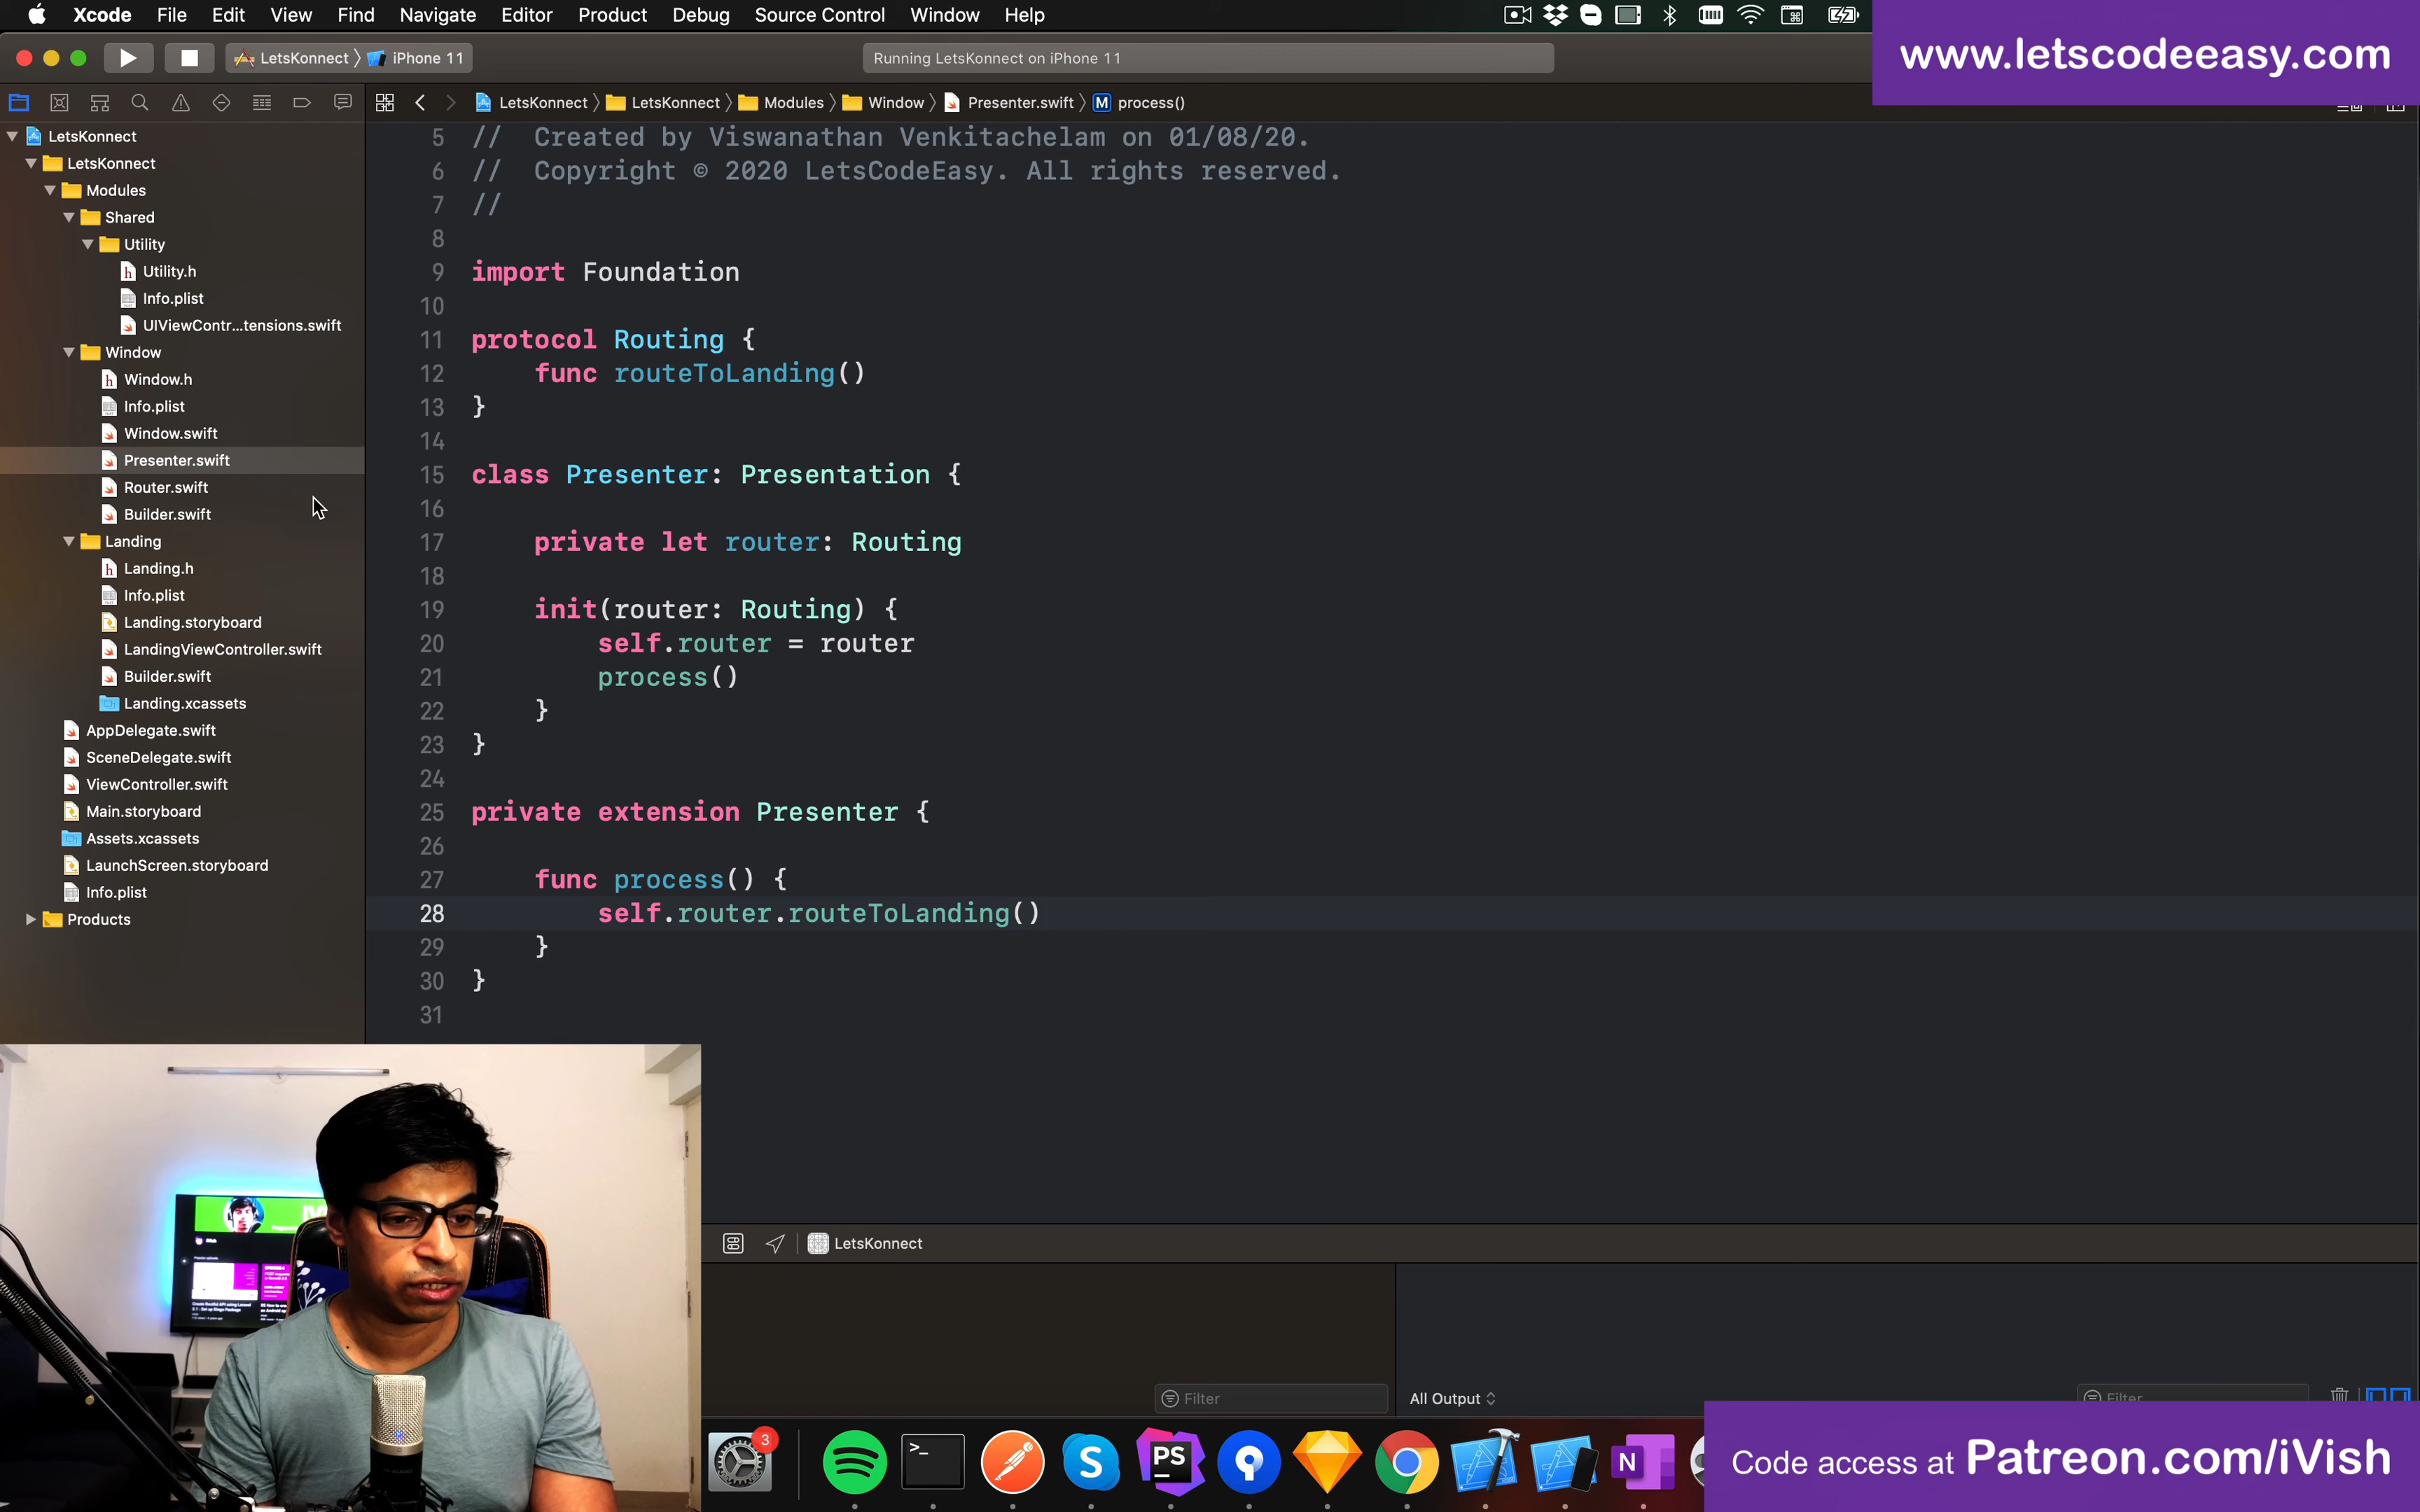 Xcode File Edit View Find Navigate Editor Product Debug Source Control Window Help
www.letscodeeasy.com
LetsKonnect iPhone 11
Running LetsKonnect on iPhone 11
LetsKonnect LetsKonnect Modules Window Presenter.swift M process()
LetsKonnect
LetsKonnect
Modules
Shared
Utility
Utility.h
Info.plist
UIViewContr...tensions.swift
Window
Window.h
Info.plist
Window.swift
Presenter.swift
Router.swift
Builder.swift
Landing
Landing.h
Info.plist
Landing.storyboard
LandingViewController.swift
Builder.swift
Landing.xcassets
AppDelegate.swift
SceneDelegate.swift
ViewController.swift
Main.storyboard
Assets.xcassets
LaunchScreen.storyboard
Info.plist
Products
5 // Created by Viswanathan Venkitachelam on 01/08/20.
6 // Copyright © 2020 LetsCodeEasy. All rights reserved.
7 //
8
9 import Foundation
10
11 protocol Routing {
12 func routeToLanding()
13 }
14
15 class Presenter: Presentation {
16
17 private let router: Routing
18
19 init(router: Routing) {
20 self.router = router
21 process()
22 }
23 }
24
25 private extension Presenter {
26
27 func process() {
28 self.router.routeToLanding()
29 }
30 }
31
LetsKonnect
Filter
All Output
Filter
3
>_
S
PS
N
Code access at Patreon.com/iVish